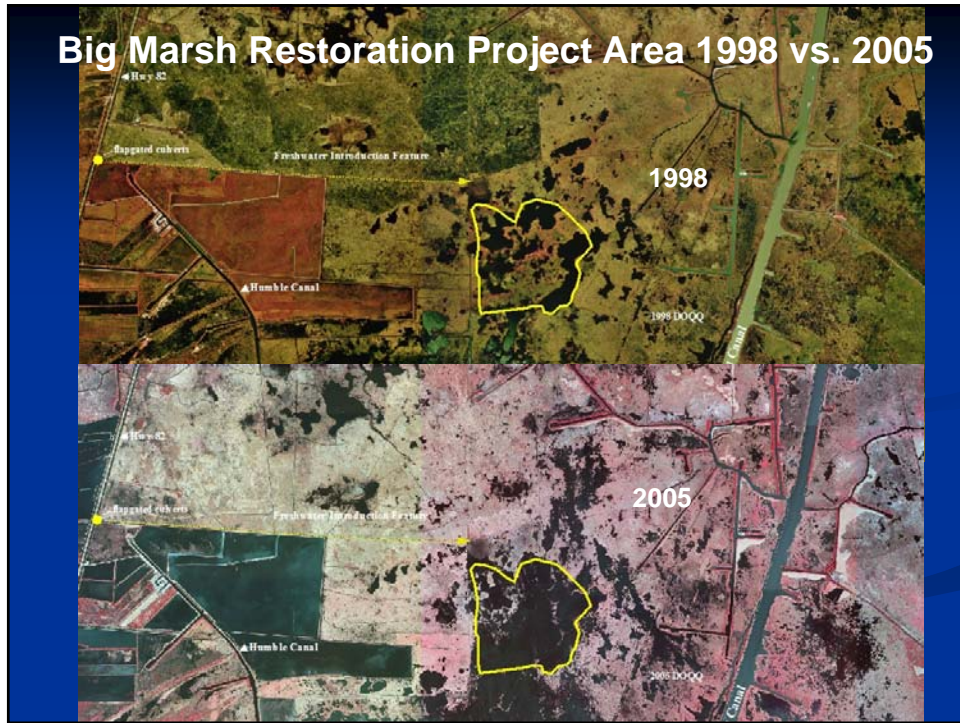 Big Marsh Restoration Project Area 1998 vs. 2005
Hwy 82
flapgated culverts
Freshwater Introduction Feature
1998
Humble Canal
1998 DOQQ
Canal
Hwy 82
flapgated culverts
Freshwater Introduction Feature
2005
Humble Canal
2005 DOQQ
Canal